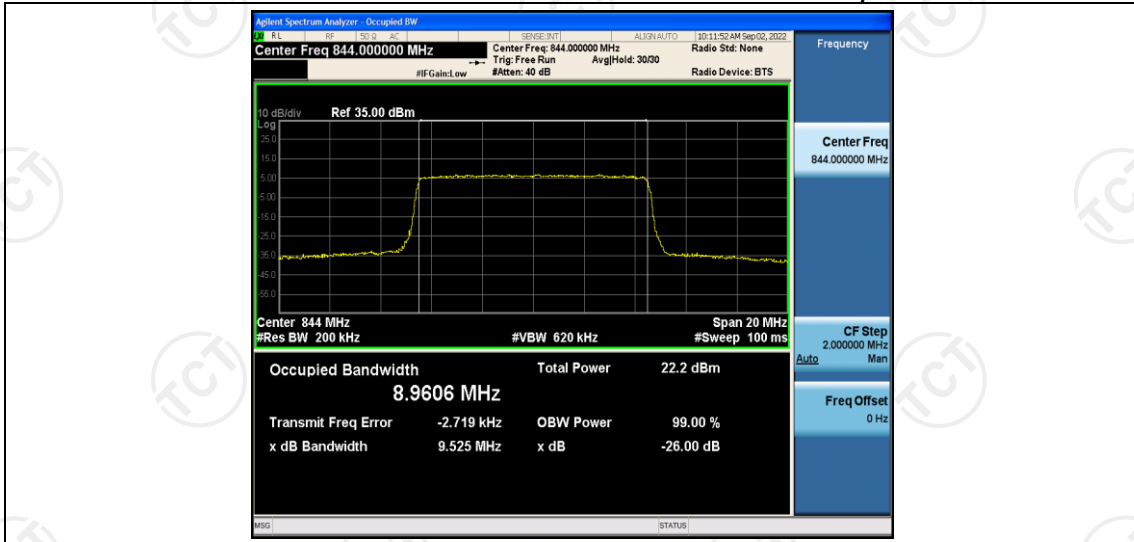 Agilent Spectrum Analyzer - Occupied BW
RL RF 50 Ω AC SENSE:INT ALIGN AUTO 10:11:52 AM Sep 02, 2022
Center Freq 844.000000 MHz Center Freq: 844.000000 MHz Radio Std: None Frequency
Trig: Free Run Avg|Hold: 30/30
#IFGain:Low #Atten: 40 dB Radio Device: BTS
10 dB/div Ref 35.00 dBm
Log
25.0
15.0
5.00
-5.00
-15.0
-25.0
-35.0
-45.0
-55.0
Center 844 MHz Span 20 MHz
#Res BW 200 kHz #VBW 620 kHz #Sweep 100 ms
Occupied Bandwidth Total Power 22.2 dBm
8.9606 MHz
Transmit Freq Error -2.719 kHz OBW Power 99.00 %
x dB Bandwidth 9.525 MHz x dB -26.00 dB
Center Freq
844.000000 MHz
CF Step
2.000000 MHz
Auto Man
Freq Offset
0 Hz
MSG STATUS
TCT
TCT
TCT
TCT
TCT
TCT